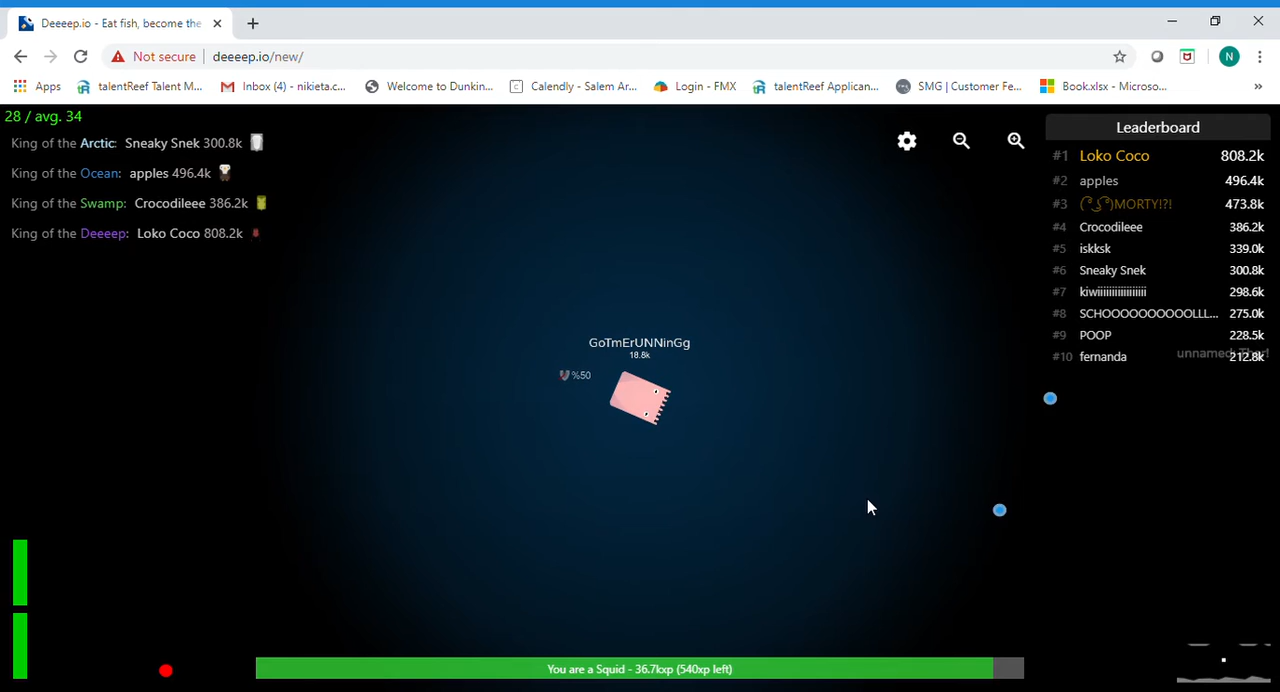 Deeeep.io - Eat fish, become the
Not secure deeeep.io/new/
N
Apps talentReef Talent M... Inbox (4) - nikieta.c... Welcome to Dunkin... Calendly - Salem Ar... Login - FMX talentReef Applican... SMG | Customer Fe... Book.xlsx - Microso... »
28 / avg. 34
King of the Arctic: Sneaky Snek 300.8k
King of the Ocean: apples 496.4k
King of the Swamp: Crocodileee 386.2k
King of the Deeeep: Loko Coco 808.2k
Leaderboard
#1 Loko Coco 808.2k
#2 apples 496.4k
#3 ( ͡° ͜ʖ ͡°)MORTY!?! 473.8k
#4 Crocodileee 386.2k
#5 iskksk 339.0k
#6 Sneaky Snek 300.8k
#7 kiwiiiiiiiiiiiiiiiii 298.6k
#8 SCHOOOOOOOOOOLLL... 275.0k
#9 POOP 228.5k
#10 fernanda 212.8k
unnamed:
GoTmErUNNinGg
18.8k
%50
You are a Squid - 36.7kxp (540xp left)